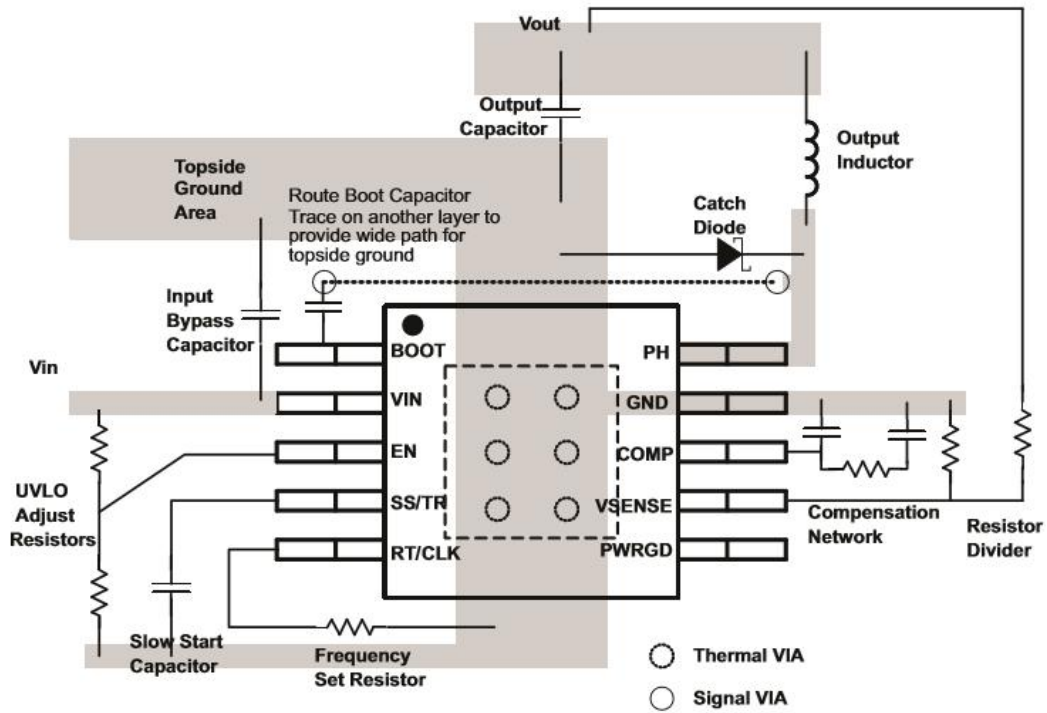 Vout
Output
Capacitor
Output
Inductor
Topside
Ground
Area
Route Boot Capacitor
Trace on another layer to
provide wide path for
topside ground
Catch
Diode
Input
Bypass
Capacitor
Vin
BOOT
VIN
EN
SS/TR
RT/CLK
PH
GND
COMP
VSENSE
PWRGD
UVLO
Adjust
Resistors
Compensation
Network
Resistor
Divider
Slow Start
Capacitor
Frequency
Set Resistor
Thermal VIA
Signal VIA